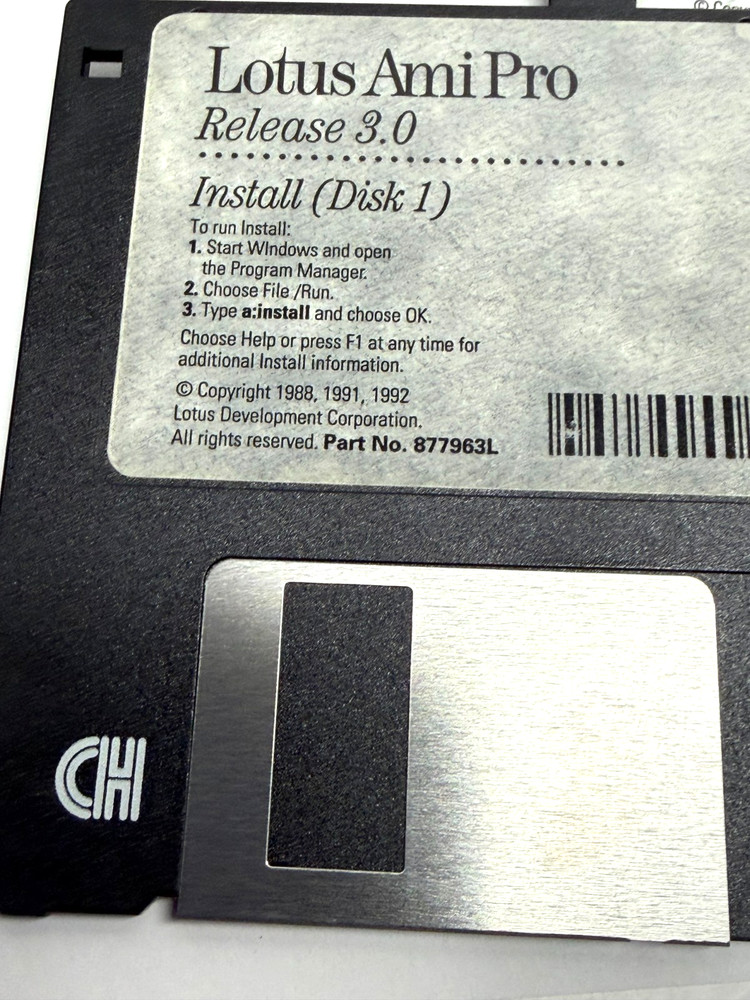 © Copy
Lotus Ami Pro
Release 3.0
Install (Disk 1)
To run Install:
1. Start WIndows and open
the Program Manager.
2. Choose File /Run.
3. Type a:install and choose OK.
Choose Help or press F1 at any time for
additional Install information.
© Copyright 1988, 1991, 1992
Lotus Development Corporation.
All rights reserved. Part No. 877963L
CH